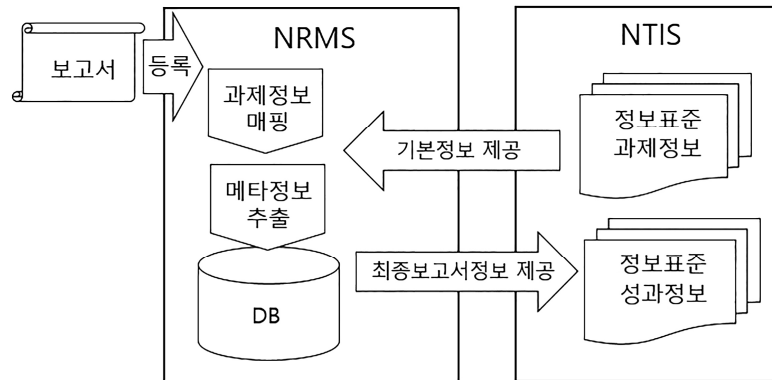 보고서
등록
NRMS
과제정보
매핑
메타정보
추출
DB
기본정보 제공
최종보고서정보 제공
NTIS
정보표준
과제정보
정보표준
성과정보